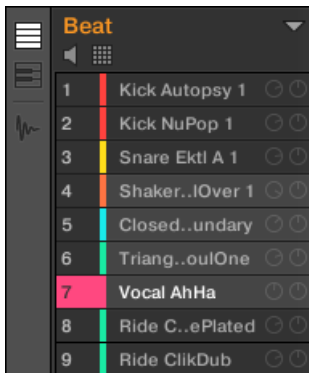 Beat
1 Kick Autopsy 1
2 Kick NuPop 1
3 Snare Ektl A 1
4 Shaker..lOver 1
5 Closed..undary
6 Triang..oulOne
7 Vocal AhHa
8 Ride C..ePlated
9 Ride ClikDub